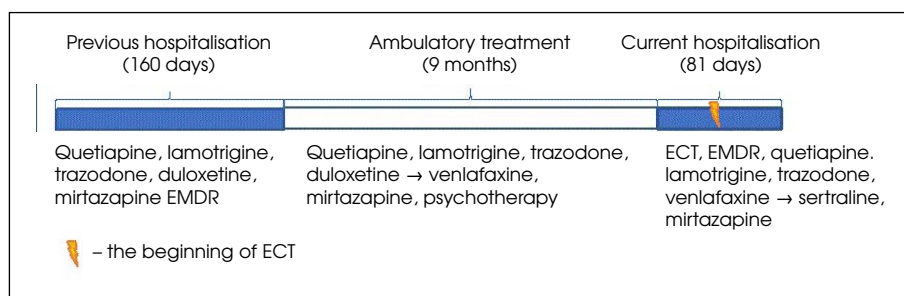 Previous hospitalisation
(160 days)
Ambulatory treatment
(9 months)
Current hospitalisation
(81 days)
Quetiapine, lamotrigine,
trazodone, duloxetine,
mirtazapine EMDR
Quetiapine, lamotrigine, trazodone,
duloxetine → venlafaxine,
mirtazapine, psychotherapy
ECT, EMDR, quetiapine.
lamotrigine, trazodone,
venlafaxine → sertraline,
mirtazapine
– the beginning of ECT